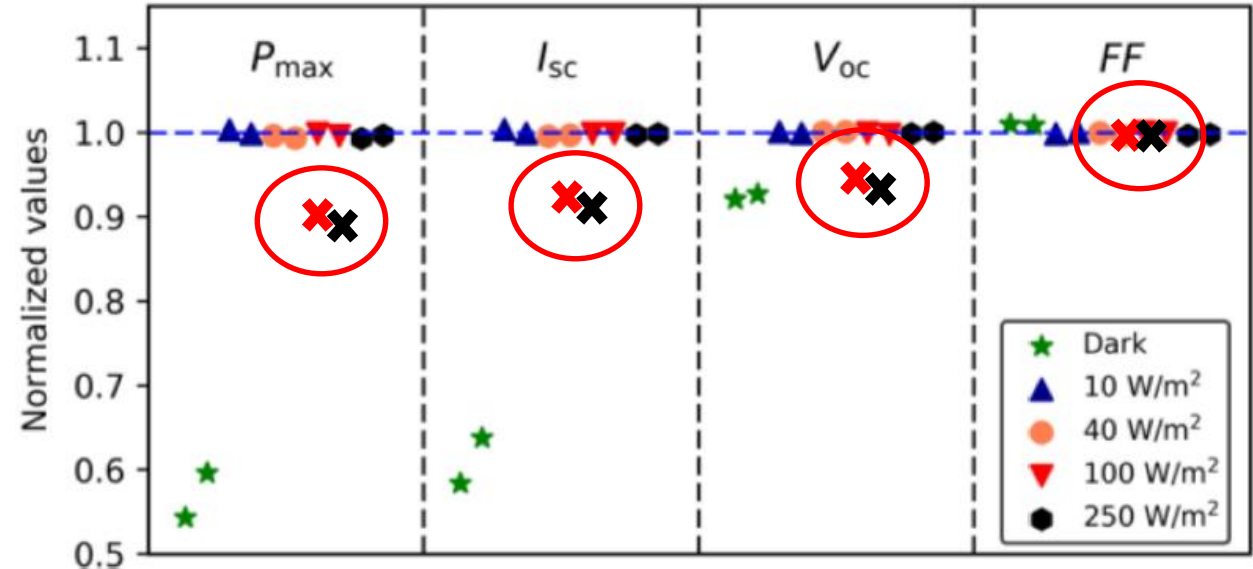 Normalized values
1.1
1.0
0.9
0.8
0.7
0.6
0.5
Pmax
Isc
Voc
FF
Dark
10 W/m²
40 W/m²
100 W/m²
250 W/m²